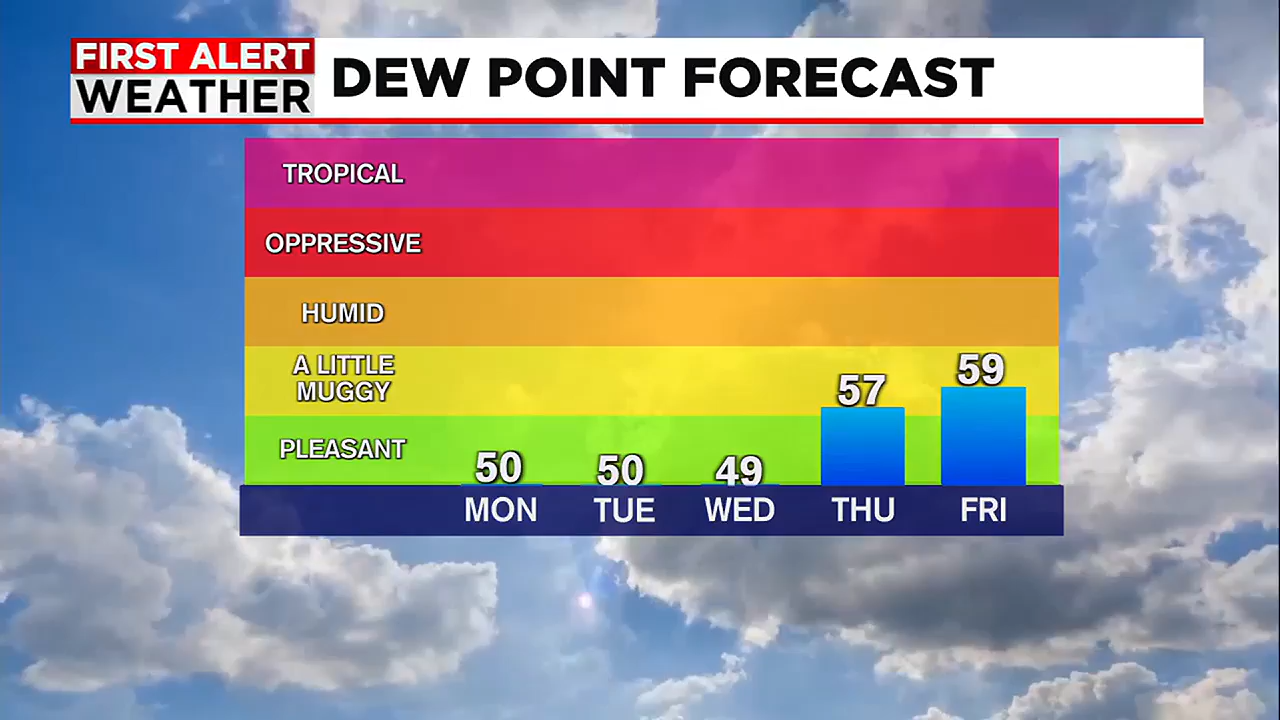 FIRST ALERT
WEATHER
DEW POINT FORECAST
TROPICAL
OPPRESSIVE
HUMID
A LITTLE
MUGGY
PLEASANT
50 50 49 57 59
MON TUE WED THU FRI